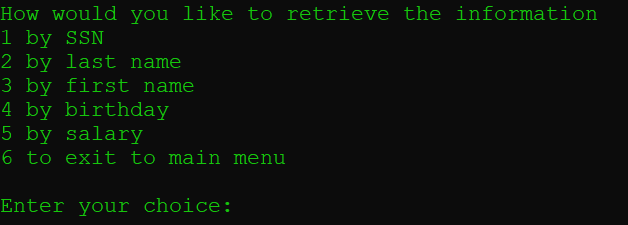 How would you like to retrieve the information
1 by SSN
2 by last name
3 by first name
4 by birthday
5 by salary
6 to exit to main menu
Enter your choice: